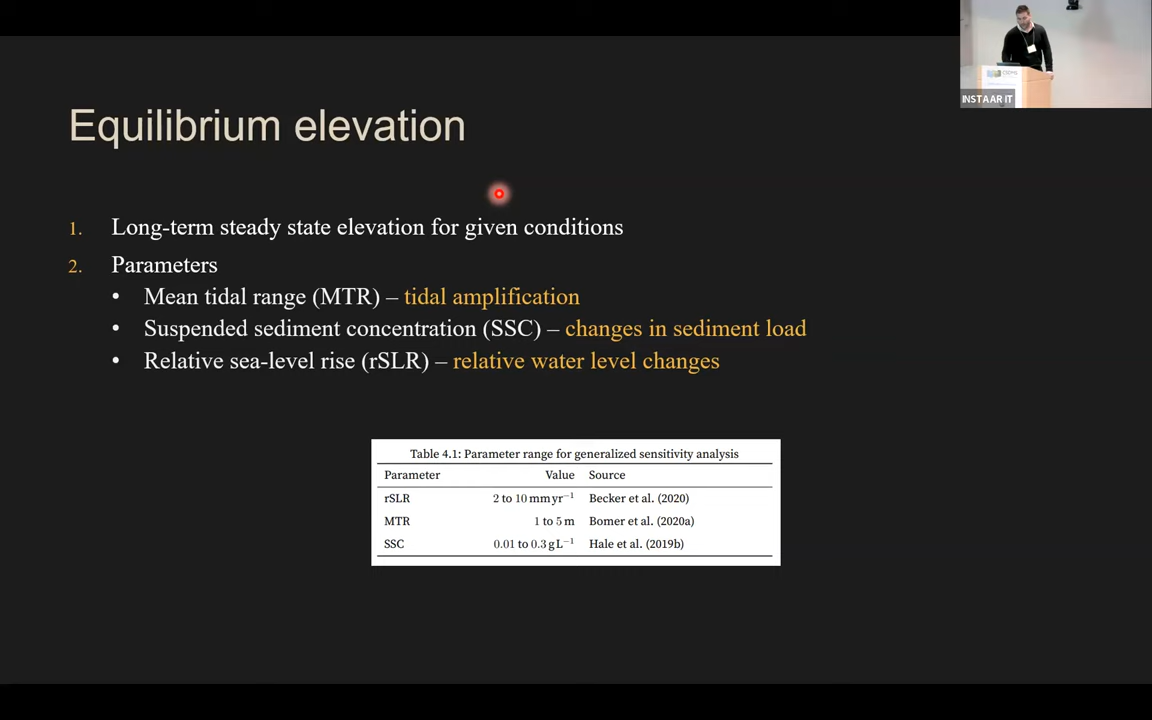 Equilibrium elevation
1. Long-term steady state elevation for given conditions
2. Parameters
• Mean tidal range (MTR) – tidal amplification
• Suspended sediment concentration (SSC) – changes in sediment load
• Relative sea-level rise (rSLR) – relative water level changes
Table 4.1: Parameter range for generalized sensitivity analysis
Parameter Value Source
rSLR 2 to 10 mm yr⁻¹ Becker et al. (2020)
MTR 1 to 5 m Bomer et al. (2020a)
SSC 0.01 to 0.3 g L⁻¹ Hale et al. (2019b)
CSDMS
INSTAAR IT